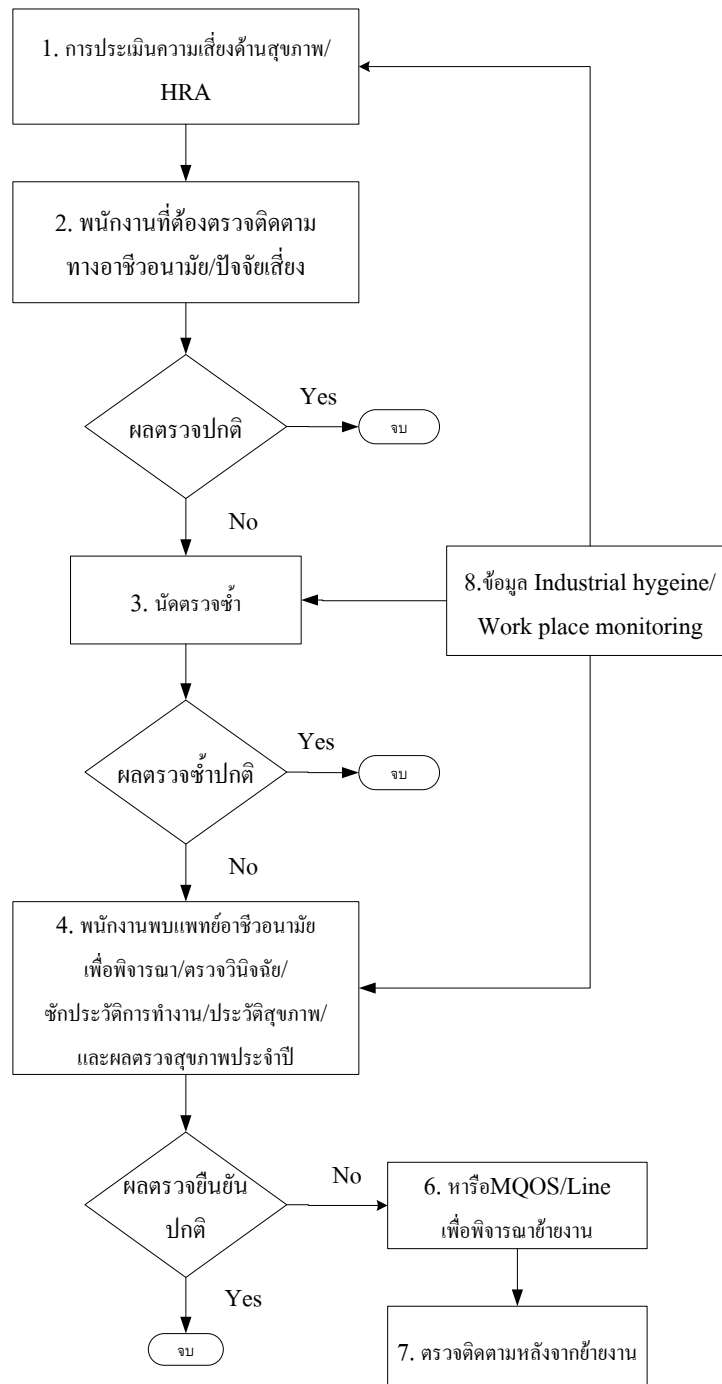 1. การประเมินความเสี่ยงด้านสุขภาพ/
HRA
2. พนักงานที่ต้องตรวจติดตาม
ทางอาชีวอนามัย/ปัจจัยเสี่ยง
Yes
ผลตรวจปกติ
จบ
No
3. นัดตรวจซ้ำ
8.ข้อมูล Industrial hygeine/
Work place monitoring
Yes
ผลตรวจซ้ำปกติ
จบ
No
4. พนักงานพบแพทย์อาชีวอนามัย
เพื่อพิจารณา/ตรวจวินิจฉัย/
ซักประวัติการทำงาน/ประวัติสุขภาพ/
และผลตรวจสุขภาพประจำปี
ผลตรวจยืนยัน
ปกติ
No
6. หารือMQOS/Line
เพื่อพิจารณาย้ายงาน
Yes
จบ
7. ตรวจติดตามหลังจากย้ายงาน